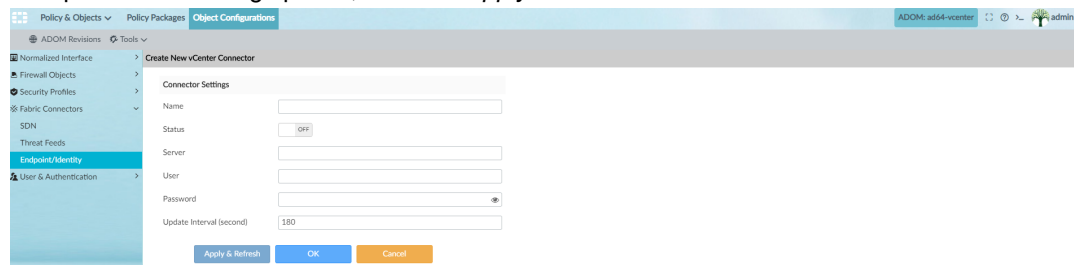 Policy & Objects Policy Packages Object Configurations ADOM: ad64-vcenter admin
ADOM Revisions Tools
Normalized Interface
Create New vCenter Connector
Firewall Objects
Connector Settings
Security Profiles
Name
Fabric Connectors
SDN
Status OFF
Threat Feeds
Server
Endpoint/Identity
User & Authentication
User
Password
Update Interval (second) 180
Apply & Refresh OK Cancel